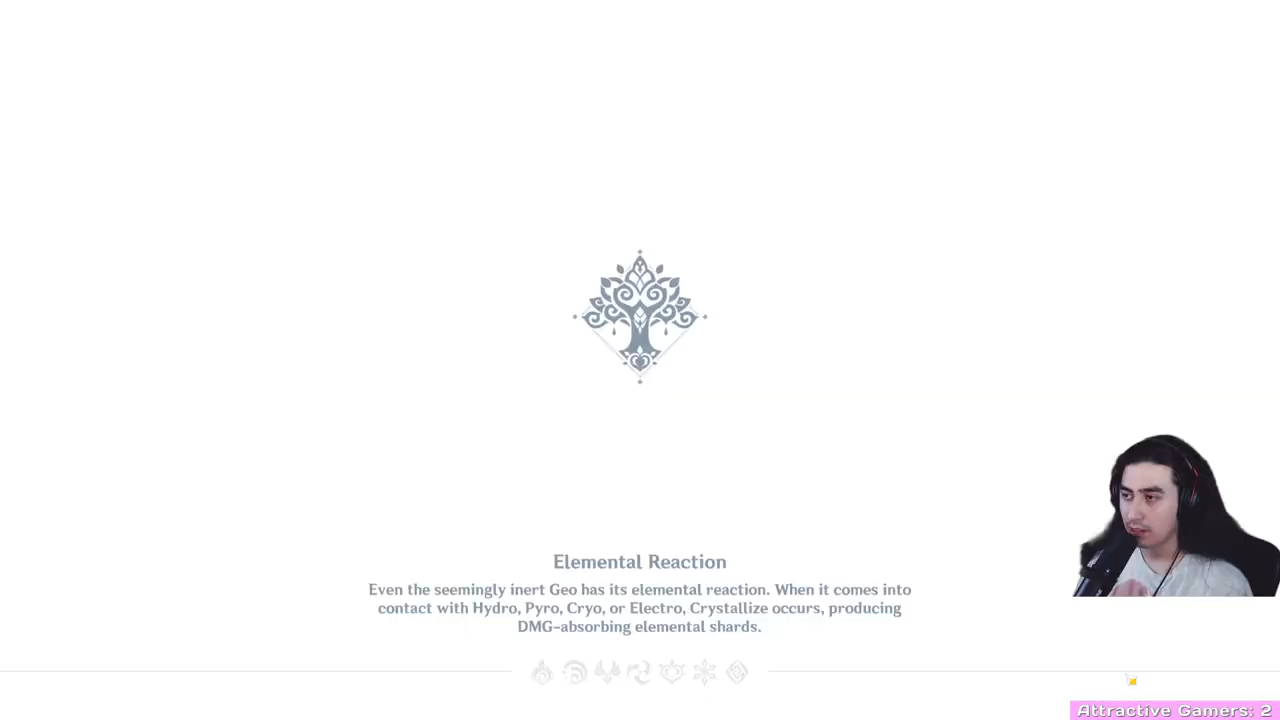 Elemental Reaction
Even the seemingly inert Geo has its elemental reaction. When it comes into
contact with Hydro, Pyro, Cryo, or Electro, Crystallize occurs, producing
DMG-absorbing elemental shards.
Attractive Gamers: 2